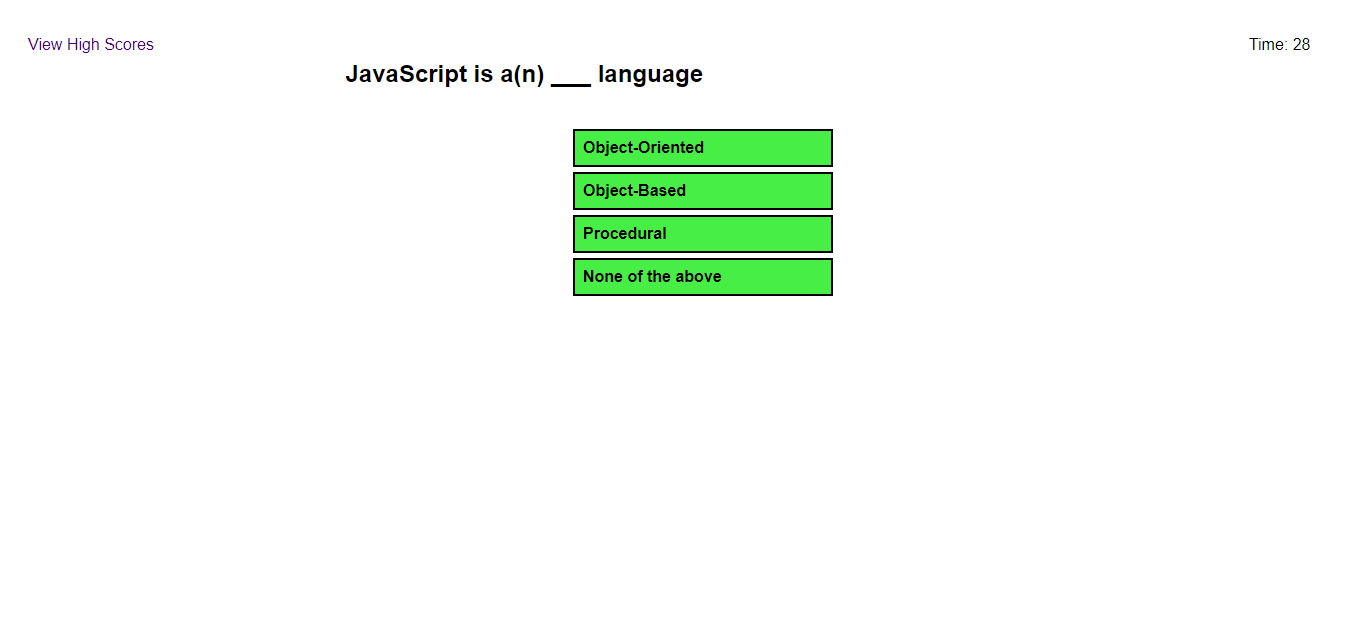 View High Scores
Time: 28
JavaScript is a(n) ___ language
Object-Oriented
Object-Based
Procedural
None of the above